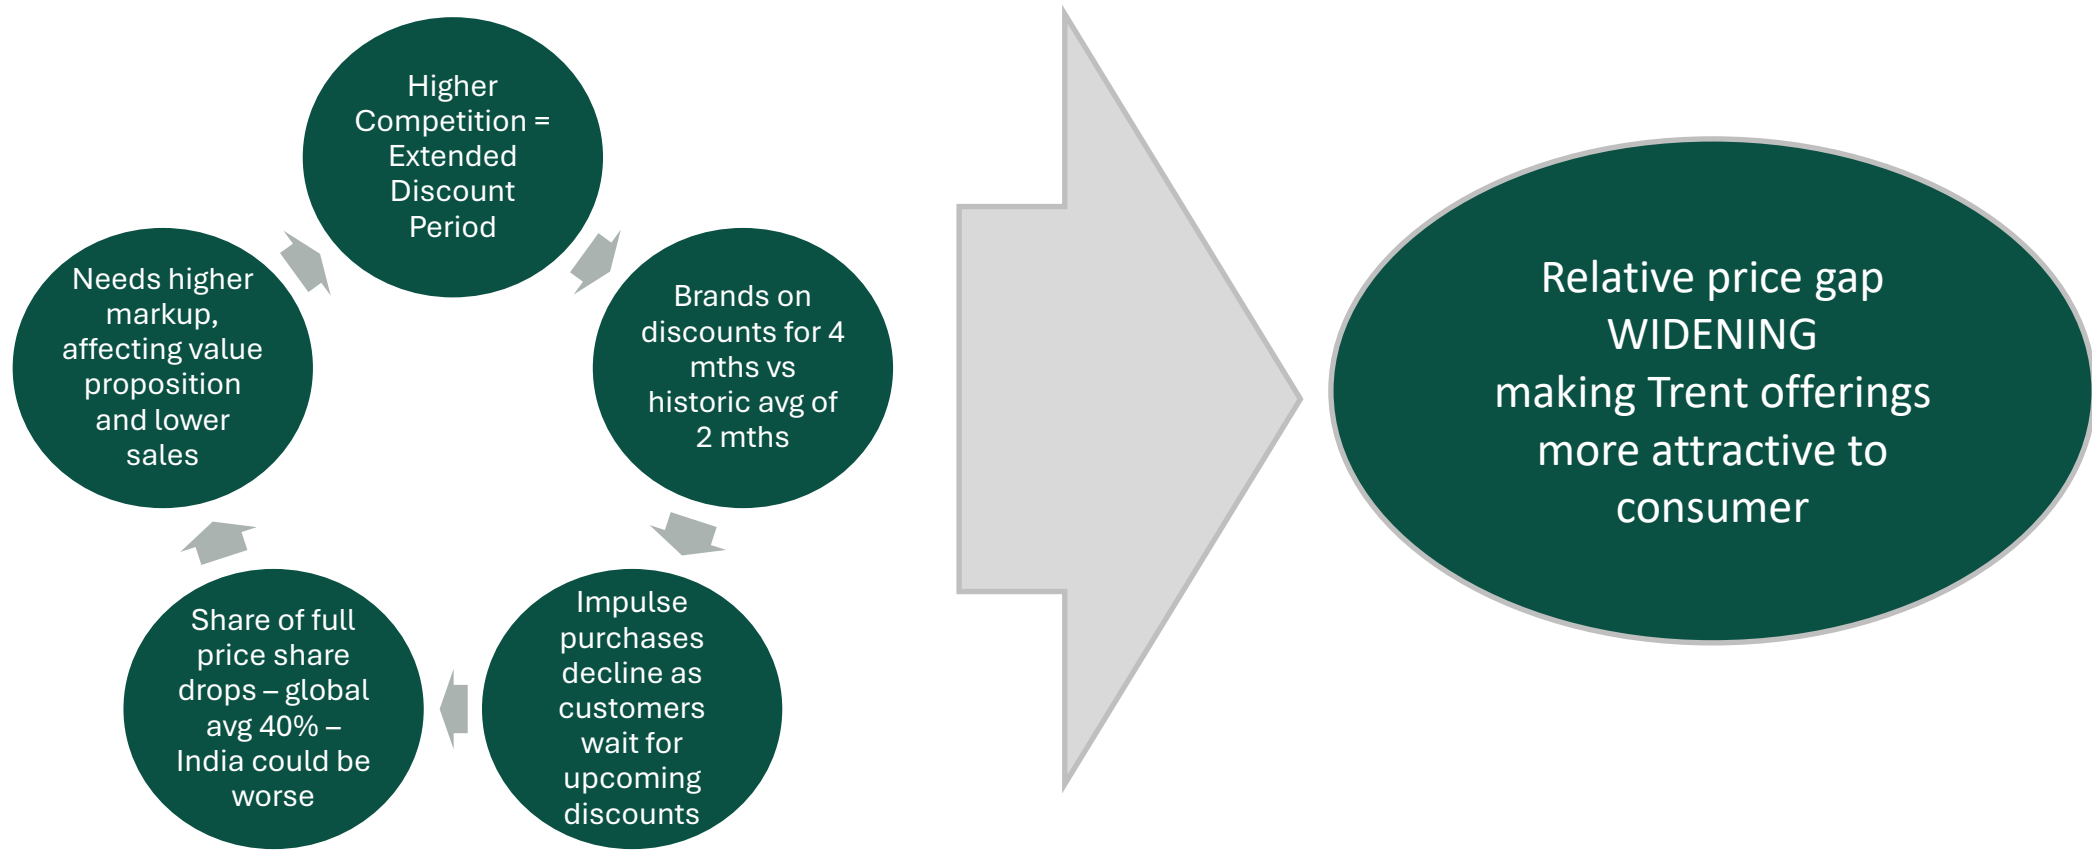 Higher
Competition =
Extended
Discount
Period
Brands on
discounts for 4
mths vs
historic avg of
2 mths
Impulse
purchases
decline as
customers
wait for
upcoming
discounts
Share of full
price share
drops – global
avg 40% –
India could be
worse
Needs higher
markup,
affecting value
proposition
and lower
sales
Relative price gap
WIDENING
making Trent offerings
more attractive to
consumer